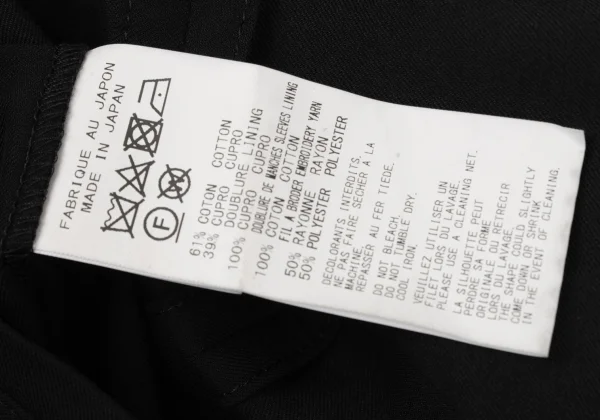 FABRIQUE AU JAPON
MADE IN JAPAN
F
61% COTON COTTON
39% CUPRO CUPRO
DOUBLURE LINING
100% CUPRO CUPRO
DOUBLURE DE MANCHES SLEEVES LINING
100% COTON COTTON
FIL A BRODER EMBROIDERY YARN
50% RAYONNE RAYON
50% POLYESTER POLYESTER
DECOLORANTS INTERDITS.
NE PAS FAIRE SECHER A LA
MACHINE.
REPASSER AU FER TIEDE.
DO NOT BLEACH.
DO NOT TUMBLE DRY.
COOL IRON.
VEUILLEZ UTILISER UN
FILET LORS DU LAVAGE.
PLEASE USE A CLEANING NET.
LA SILHOUETTE PEUT
PERDRE SA FORME
ORIGINALE OU RETRECIR
LORS DU LAVAGE.
THE SHAPE COULD SLIGHTLY
COME DOWN OR SHRINK
IN THE EVENT OF CLEANING.